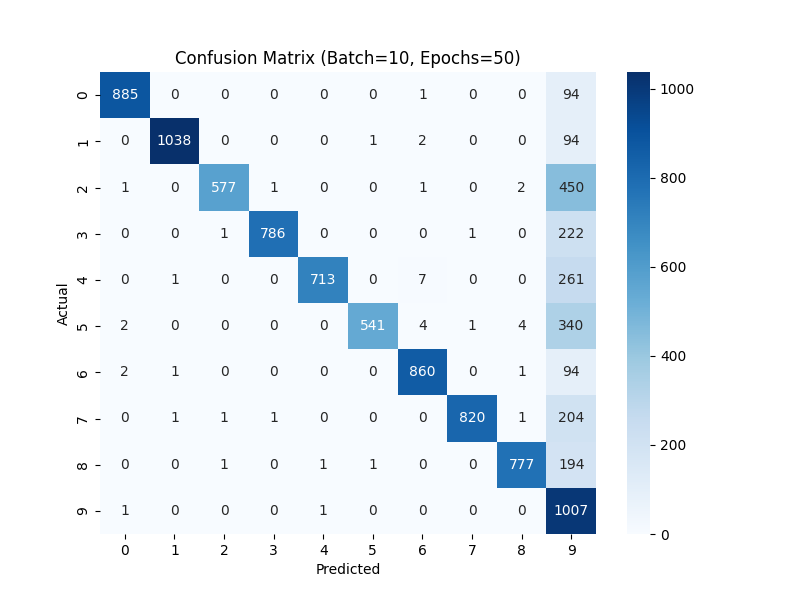 Confusion Matrix (Batch=10, Epochs=50)
0 885 0 0 0 0 0 1 0 0 94
1 0 1038 0 0 0 1 2 0 0 94
2 1 0 577 1 0 0 1 0 2 450
3 0 0 1 786 0 0 0 1 0 222
4 0 1 0 0 713 0 7 0 0 261
5 2 0 0 0 0 541 4 1 4 340
6 2 1 0 0 0 0 860 0 1 94
7 0 1 1 1 0 0 0 820 1 204
8 0 0 1 0 1 1 0 0 777 194
9 1 0 0 0 1 0 0 0 0 1007
0 1 2 3 4 5 6 7 8 9
Predicted
Actual
1000
800
600
400
200
0